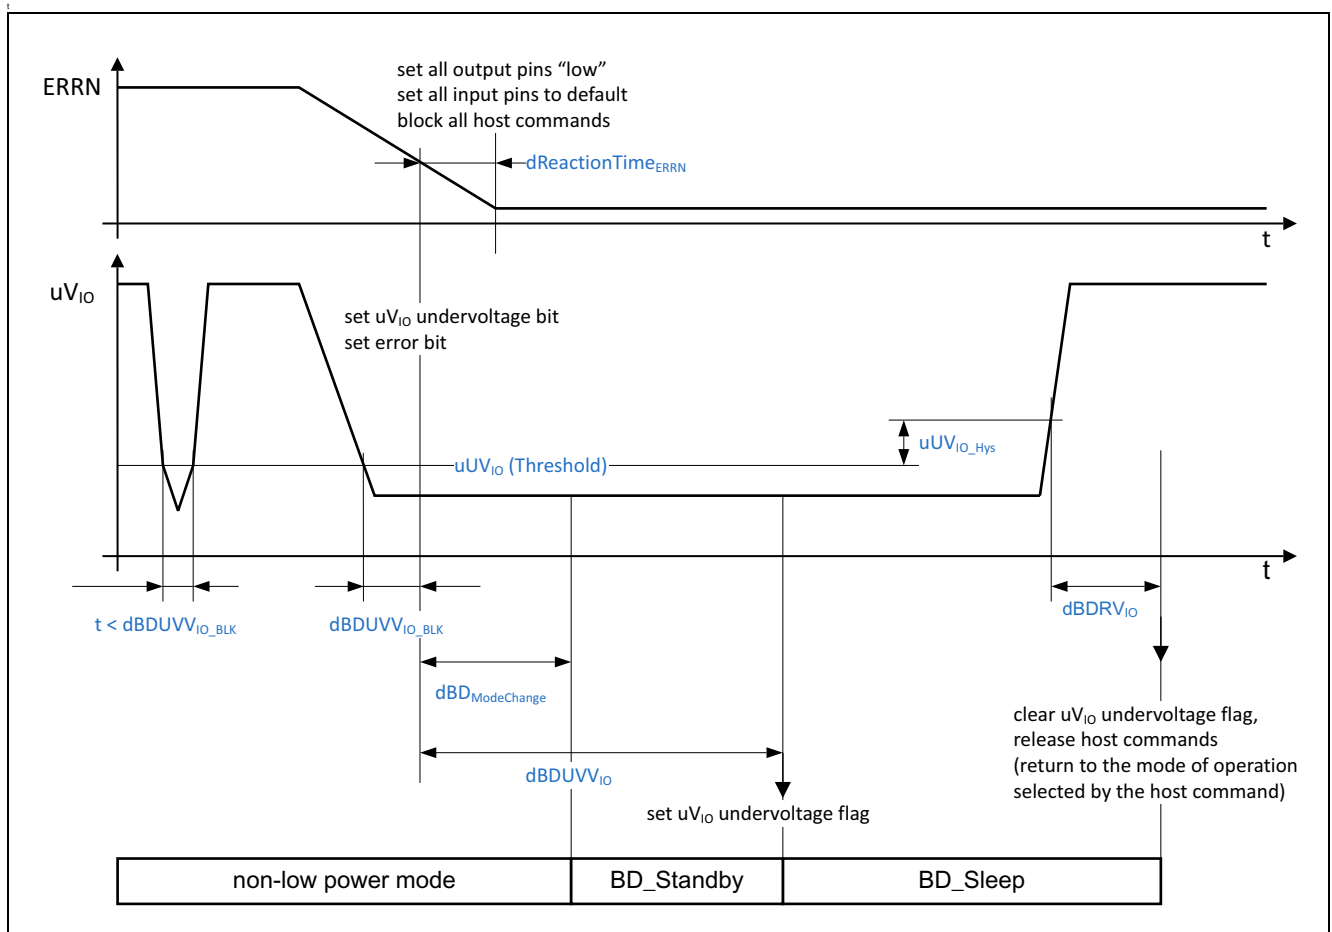 t
ERRN
set all output pins “low”
set all input pins to default
block all host commands
dReactionTimeERRN
t
uVIO
set uVIO undervoltage bit
set error bit
uUVIO_Hys
uUVIO (Threshold)
t
t < dBDUVVIO_BLK
dBDUVVIO_BLK
dBDRVIO
dBDModeChange
clear uVIO undervoltage flag,
release host commands
(return to the mode of operation
selected by the host command)
dBDUVVIO
set uVIO undervoltage flag
non-low power mode
BD_Standby
BD_Sleep